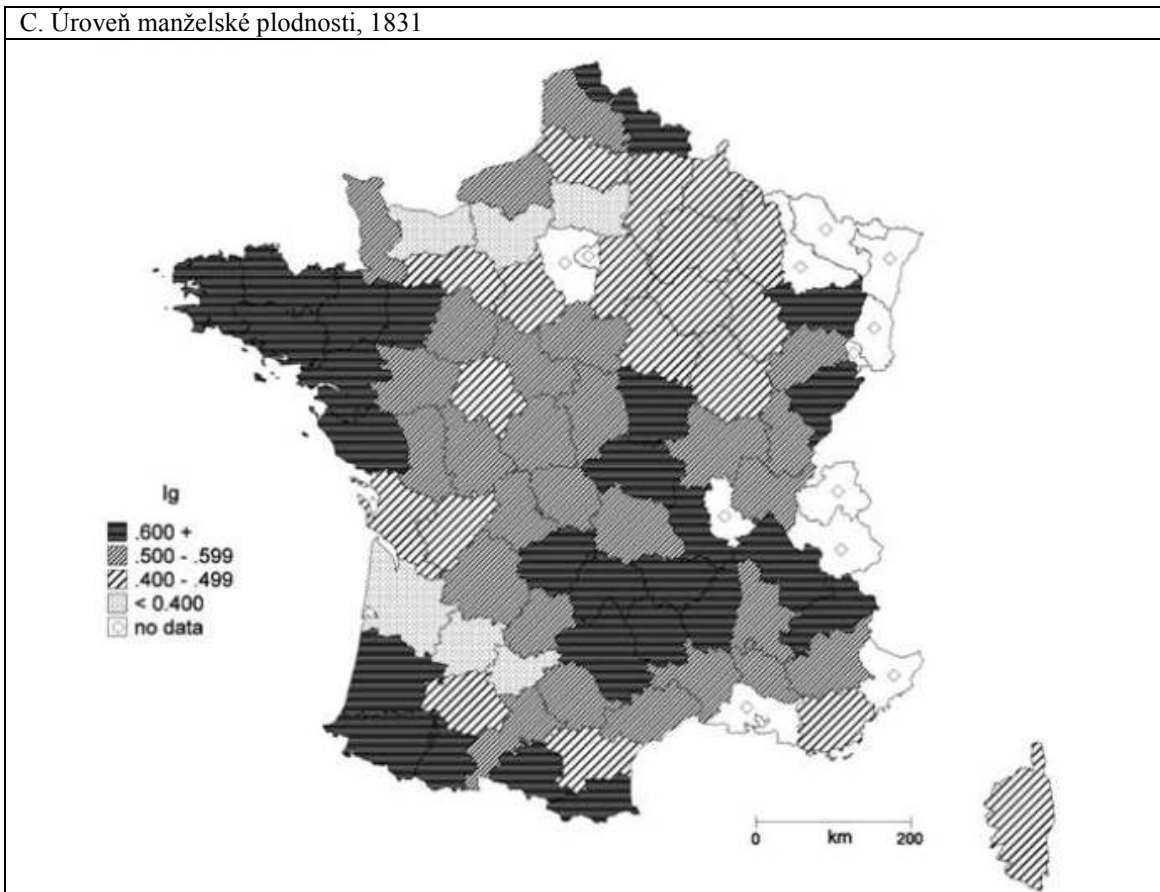 C. Úroveň manželské plodnosti, 1831
Ig
.600 +
.500 - .599
.400 - .499
< 0.400
no data
0 km 200